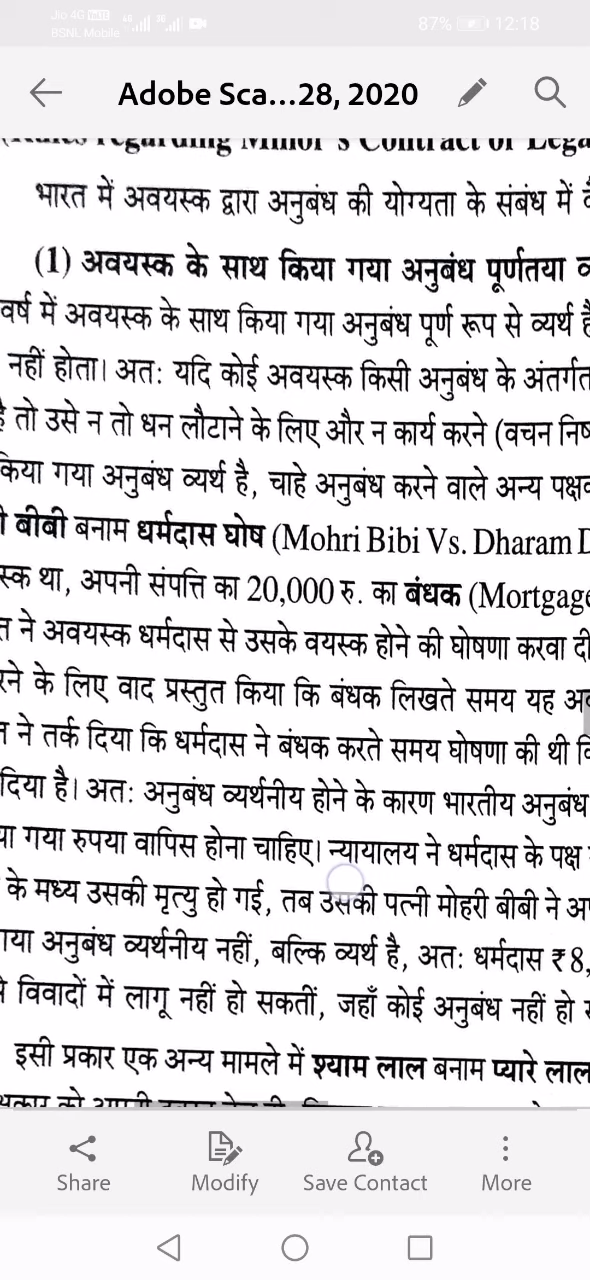 Jio 4G
BSNL Mobile
87% 12:18
Adobe Sca...28, 2020
regarding Minor's Contract or
भारत में अवयस्क द्वारा अनुबंध की योग्यता के संबंध में
(1) अवयस्क के साथ किया गया अनुबंध पूर्णतया
वर्ष में अवयस्क के साथ किया गया अनुबंध पूर्ण रूप से व्यर्थ
नहीं होता। अतः यदि कोई अवयस्क किसी अनुबंध के अंतर्गत
तो उसे न तो धन लौटाने के लिए और न कार्य करने (वचन
किया गया अनुबंध व्यर्थ है, चाहे अनुबंध करने वाले अन्य
बीबी बनाम धर्मदास घोष (Mohri Bibi Vs. Dharam
था, अपनी संपत्ति का 20,000 रु. का बंधक (Mortgage
ने अवयस्क धर्मदास से उसके वयस्क होने की घोषणा करवा दी
के लिए वाद प्रस्तुत किया कि बंधक लिखते समय यह
ने तर्क दिया कि धर्मदास ने बंधक करते समय घोषणा की थी
दिया है। अतः अनुबंध व्यर्थनीय होने के कारण भारतीय अनुबंध
गया रुपया वापिस होना चाहिए। न्यायालय ने धर्मदास के पक्ष
के मध्य उसकी मृत्यु हो गई, तब उसकी पत्नी मोहरी बीबी ने
गया अनुबंध व्यर्थनीय नहीं, बल्कि व्यर्थ है, अतः धर्मदास ₹8,
विवादों में लागू नहीं हो सकतीं, जहाँ कोई अनुबंध नहीं हो
इसी प्रकार एक अन्य मामले में श्याम लाल बनाम प्यारे लाल
Share Modify Save Contact More